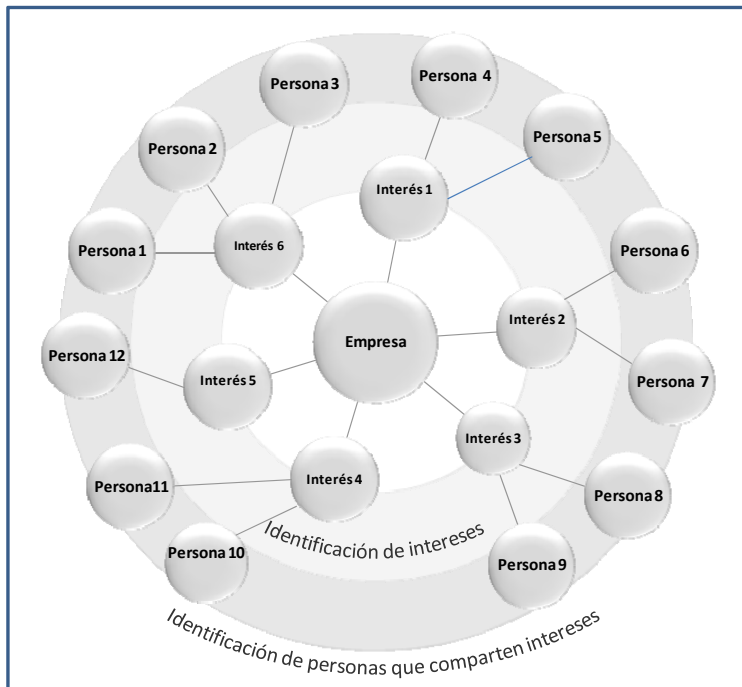 Persona 3
Persona 4
Persona 2
Persona 5
Interés 1
Persona 1
Interés 6
Persona 6
Empresa
Interés 2
Persona 12
Interés 5
Persona 7
Interés 3
Persona11
Interés 4
Persona 8
Persona 10
Identificación de intereses
Persona 9
Identificación de personas que comparten intereses